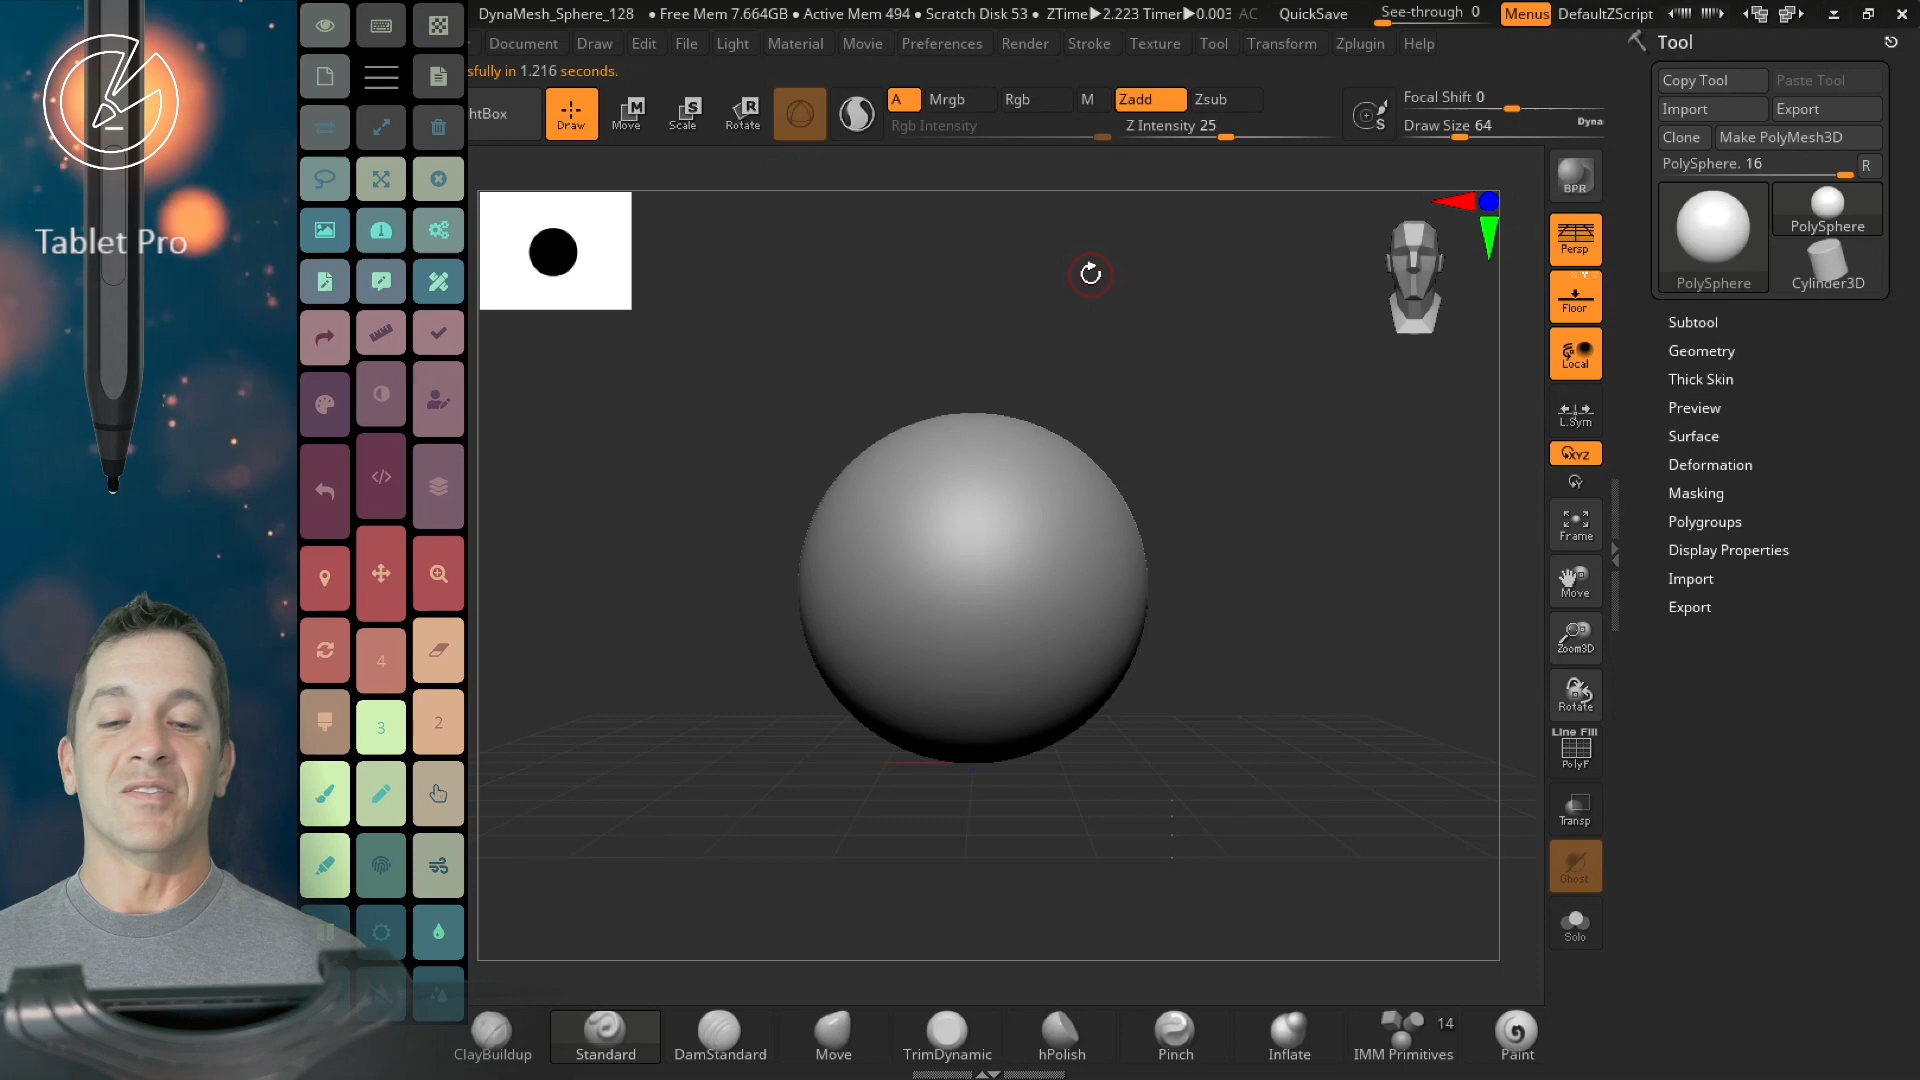 DynaMesh_Sphere_128 • Free Mem 7.664GB • Active Mem 494 • Scratch Disk 53 • ZTime▶2.223 Timer▶0.003 AC QuickSave See-through 0 Menus DefaultZScript
Document Draw Edit File Light Material Movie Preferences Render Stroke Texture Tool Transform Zplugin Help
Tool
sfully in 1.216 seconds.
Copy Tool Paste Tool
Import Export
Clone Make PolyMesh3D
PolySphere. 16 R
PolySphere
PolySphere
Cylinder3D
htBox Draw Move Scale Rotate
M S R
A Mrgb Rgb M Zadd Zsub
Rgb Intensity Z Intensity 25
S
Focal Shift 0
Draw Size 64 Dyna
Tablet Pro
BPR
Persp
Floor
Local
L.Sym
XYZ
Y
Frame
Move
Zoom3D
Rotate
Line Fill
PolyF
Transp
Ghost
Solo
Subtool
Geometry
Thick Skin
Preview
Surface
Deformation
Masking
Polygroups
Display Properties
Import
Export
4
3
2
ClayBuildup Standard DamStandard Move TrimDynamic hPolish Pinch Inflate IMM Primitives 14 Paint